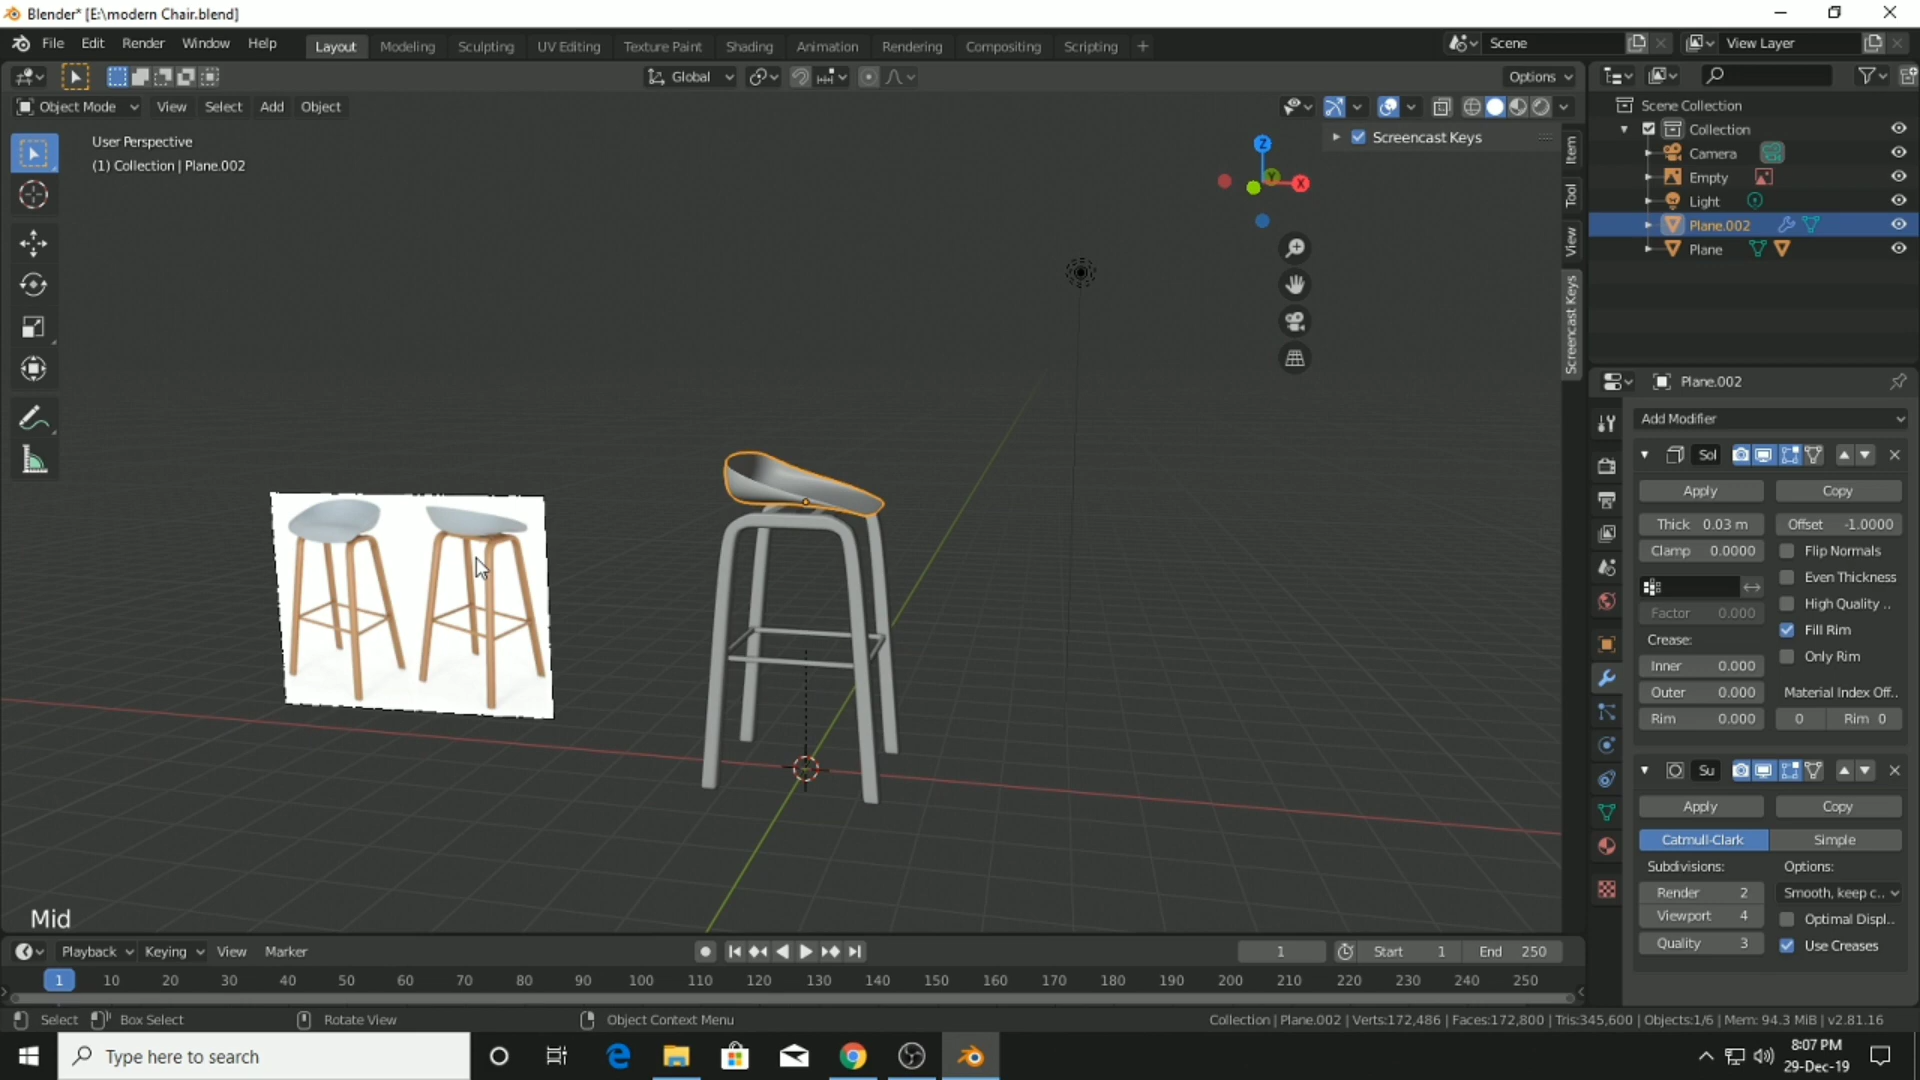 Blender* [E:\modern Chair.blend]
File Edit Render Window Help Layout Modeling Sculpting UV Editing Texture Paint Shading Animation Rendering Compositing Scripting + Scene View Layer
Global Options
Object Mode View Select Add Object
User Perspective
(1) Collection | Plane.002
Screencast Keys
Z
Y
X
Item
Tool
View
Screencast Keys
Scene Collection
Collection
Camera
Empty
Light
Plane.002
Plane
Plane.002
Add Modifier
Sol
Apply Copy
Thick 0.03 m Offset -1.0000
Clamp 0.0000 Flip Normals
Even Thickness
Factor 0.000 High Quality ..
Crease: Fill Rim
Inner 0.000 Only Rim
Outer 0.000 Material Index Off..
Rim 0.000 0 Rim 0
Su
Apply Copy
Catmull-Clark Simple
Subdivisions: Options:
Render 2 Smooth, keep c..
Viewport 4 Optimal Displ..
Quality 3 Use Creases
Mid
Playback Keying View Marker 1 Start 1 End 250
1 10 20 30 40 50 60 70 80 90 100 110 120 130 140 150 160 170 180 190 200 210 220 230 240 250
Select Box Select Rotate View Object Context Menu Collection | Plane.002 | Verts:172,486 | Faces:172,800 | Tris:345,600 | Objects:1/6 | Mem: 94.3 MiB | v2.81.16
Type here to search
8:07 PM
29-Dec-19